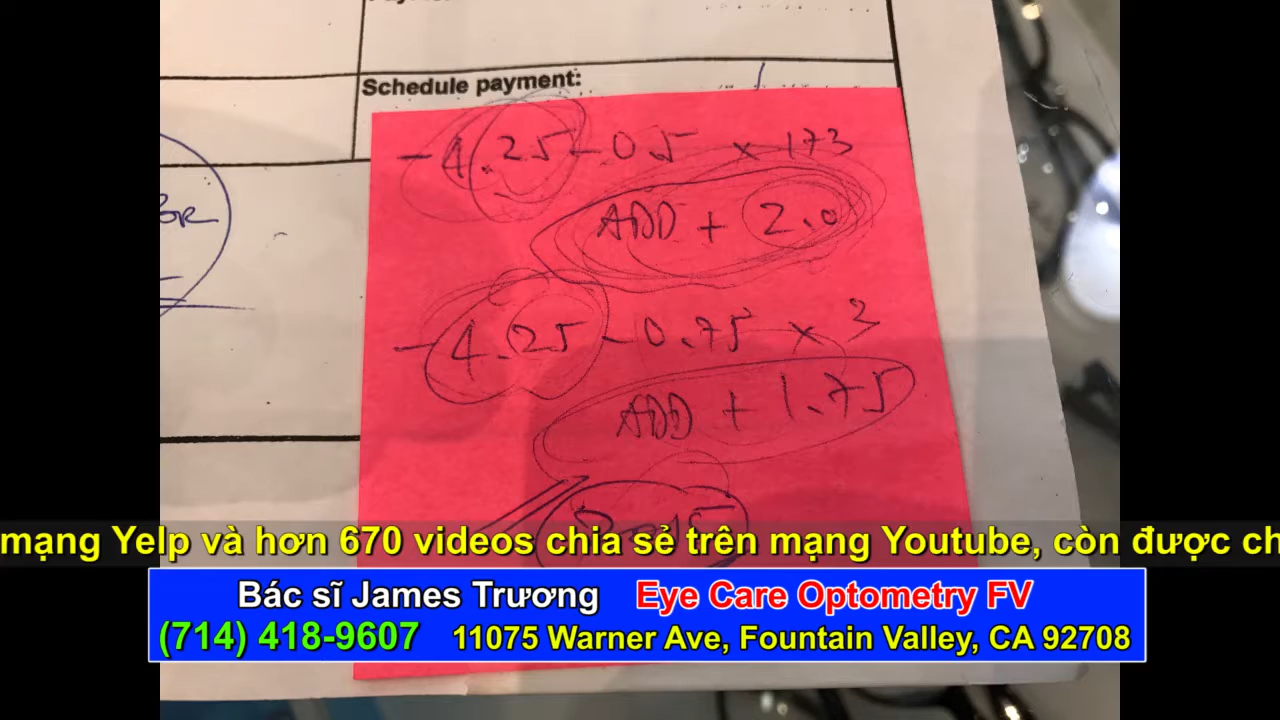 Schedule payment:
-4.25 -0.5 x 173
ADD + 2.0
-4.25 -0.75 x 3
ADD + 1.75
mạng Yelp và hơn 670 videos chia sẻ trên mạng Youtube, còn được ch
Bác sĩ James Trương Eye Care Optometry FV
(714) 418-9607 11075 Warner Ave, Fountain Valley, CA 92708